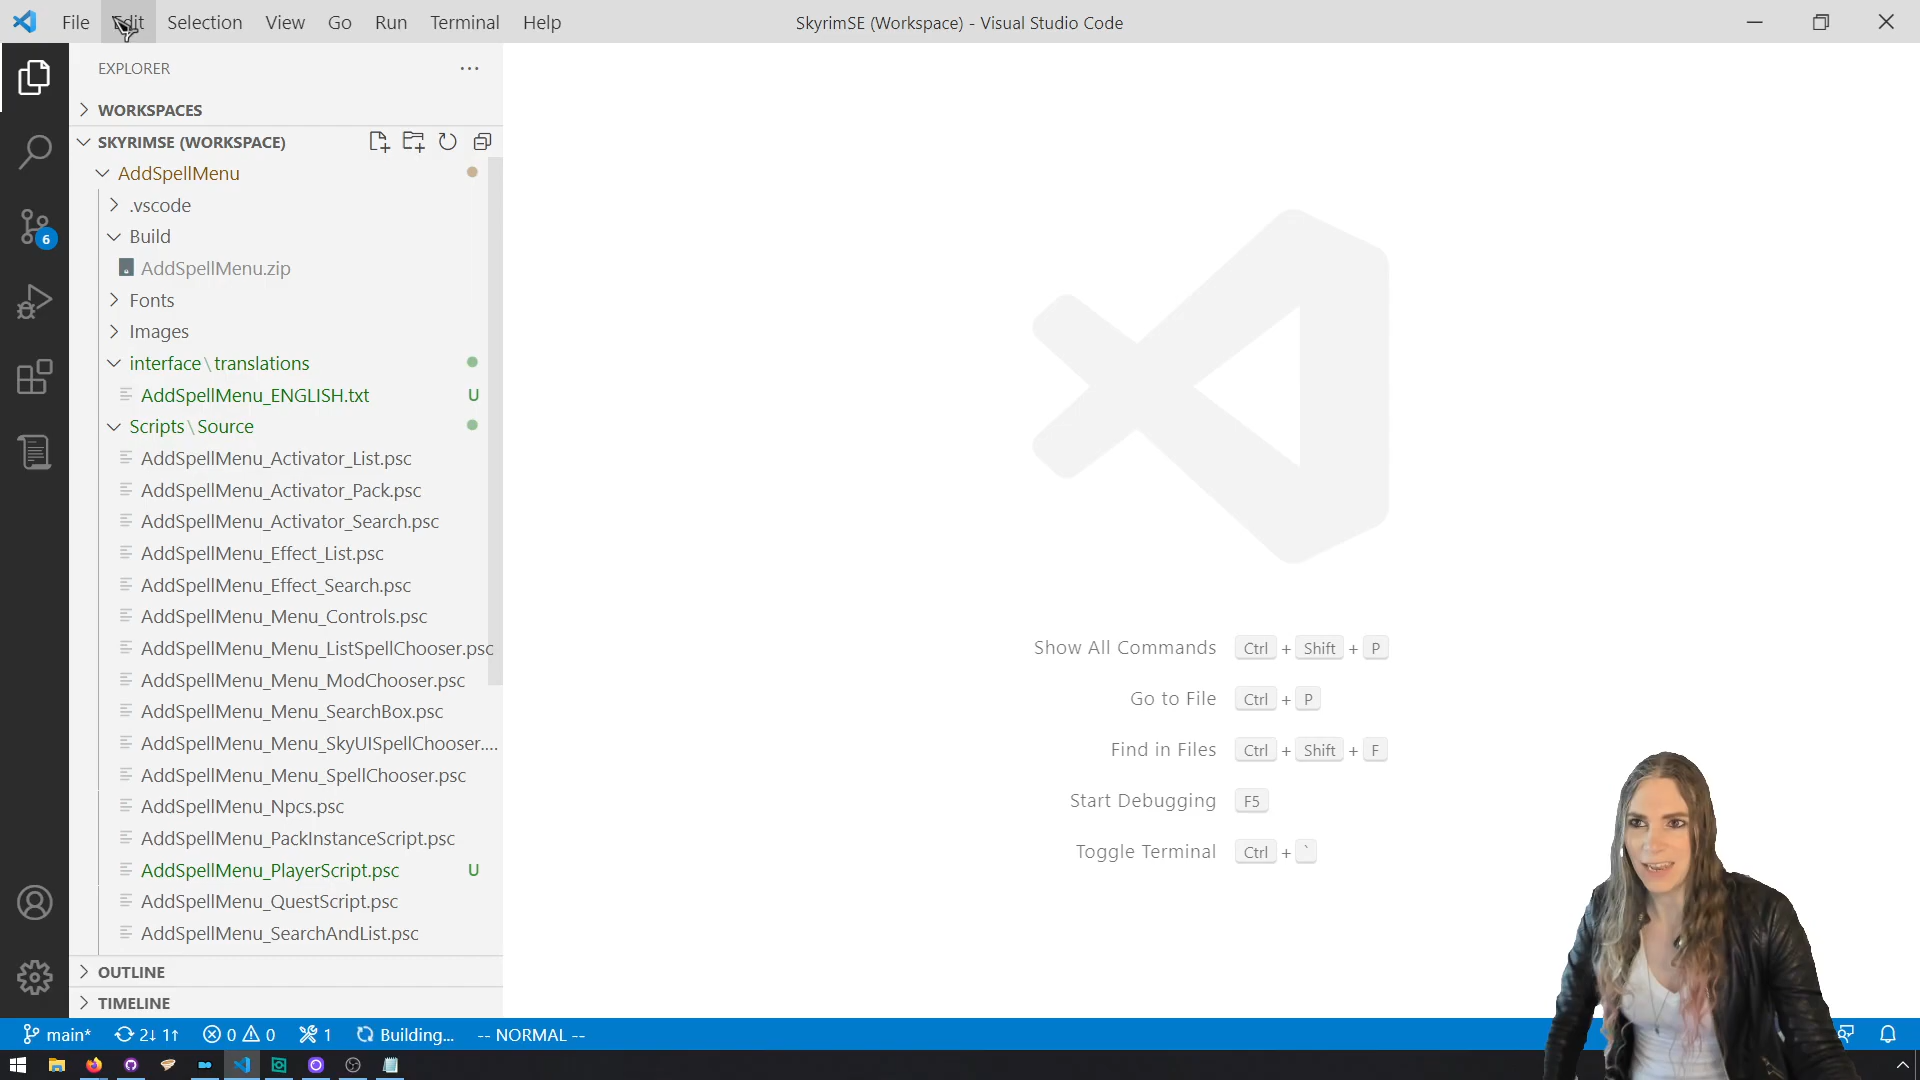 File Edit Selection View Go Run Terminal Help
SkyrimSE (Workspace) - Visual Studio Code
EXPLORER
WORKSPACES
SKYRIMSE (WORKSPACE)
AddSpellMenu
.vscode
Build
AddSpellMenu.zip
Fonts
Images
interface\translations
AddSpellMenu_ENGLISH.txt U
Scripts\Source
AddSpellMenu_Activator_List.psc
AddSpellMenu_Activator_Pack.psc
AddSpellMenu_Activator_Search.psc
AddSpellMenu_Effect_List.psc
AddSpellMenu_Effect_Search.psc
AddSpellMenu_Menu_Controls.psc
AddSpellMenu_Menu_ListSpellChooser.psc
AddSpellMenu_Menu_ModChooser.psc
AddSpellMenu_Menu_SearchBox.psc
AddSpellMenu_Menu_SkyUISpellChooser....
AddSpellMenu_Menu_SpellChooser.psc
AddSpellMenu_Npcs.psc
AddSpellMenu_PackInstanceScript.psc
AddSpellMenu_PlayerScript.psc U
AddSpellMenu_QuestScript.psc
AddSpellMenu_SearchAndList.psc
OUTLINE
TIMELINE
6
Show All Commands Ctrl + Shift + P
Go to File Ctrl + P
Find in Files Ctrl + Shift + F
Start Debugging F5
Toggle Terminal Ctrl + `
main* 2↓ 1↑ 0 0 1 Building... -- NORMAL --